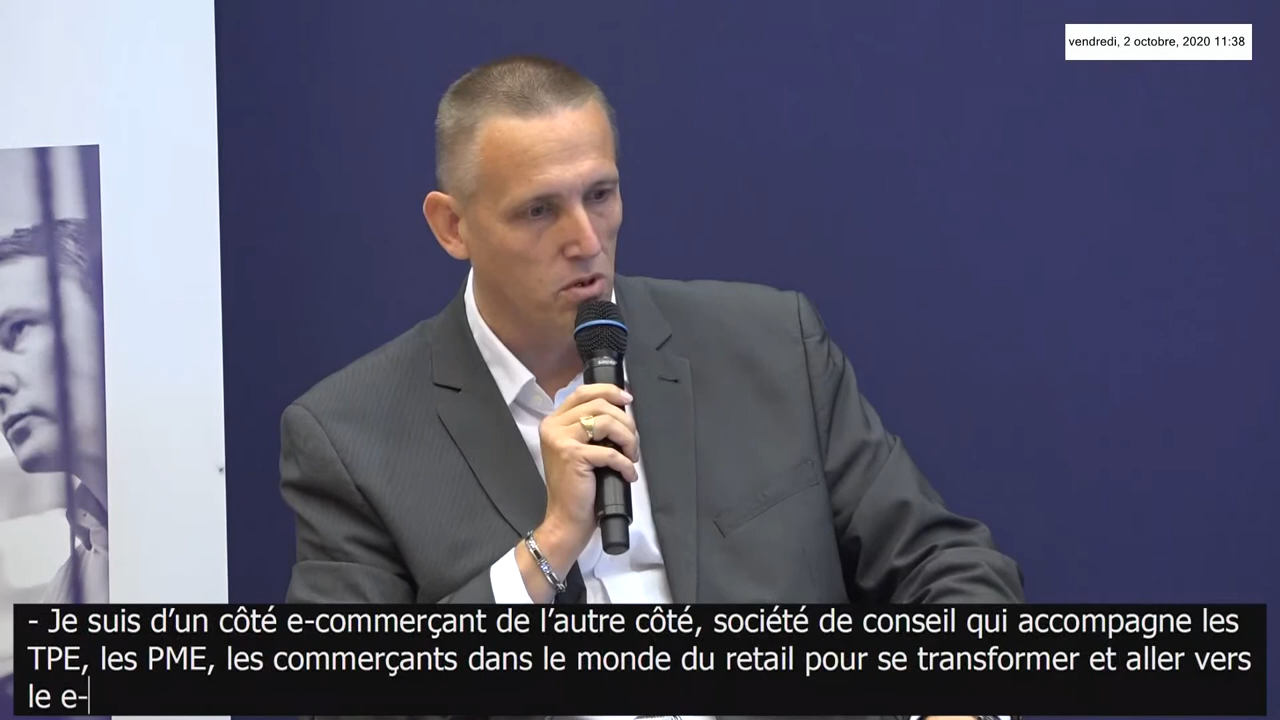 vendredi, 2 octobre, 2020 11:38
- Je suis d’un côté e-commerçant de l’autre côté, société de conseil qui accompagne les
TPE, les PME, les commerçants dans le monde du retail pour se transformer et aller vers
le e-